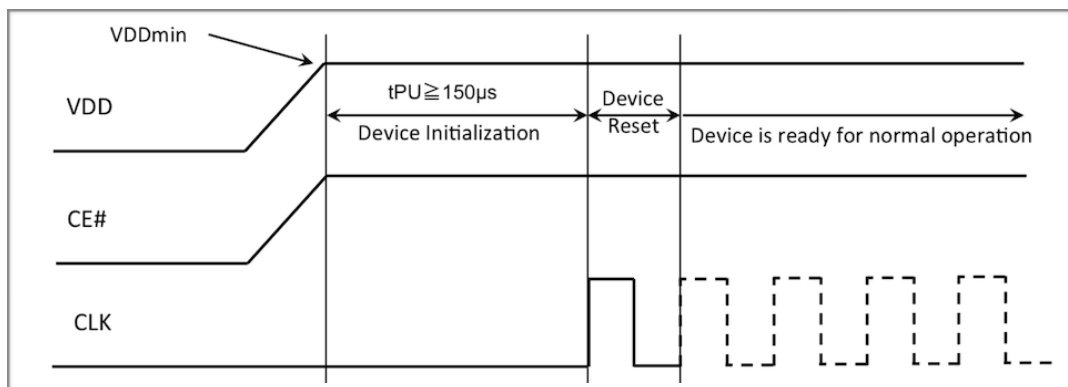 VDDmin
VDD
tPU≧150μs
Device Initialization
Device
Reset
Device is ready for normal operation
CE#
CLK